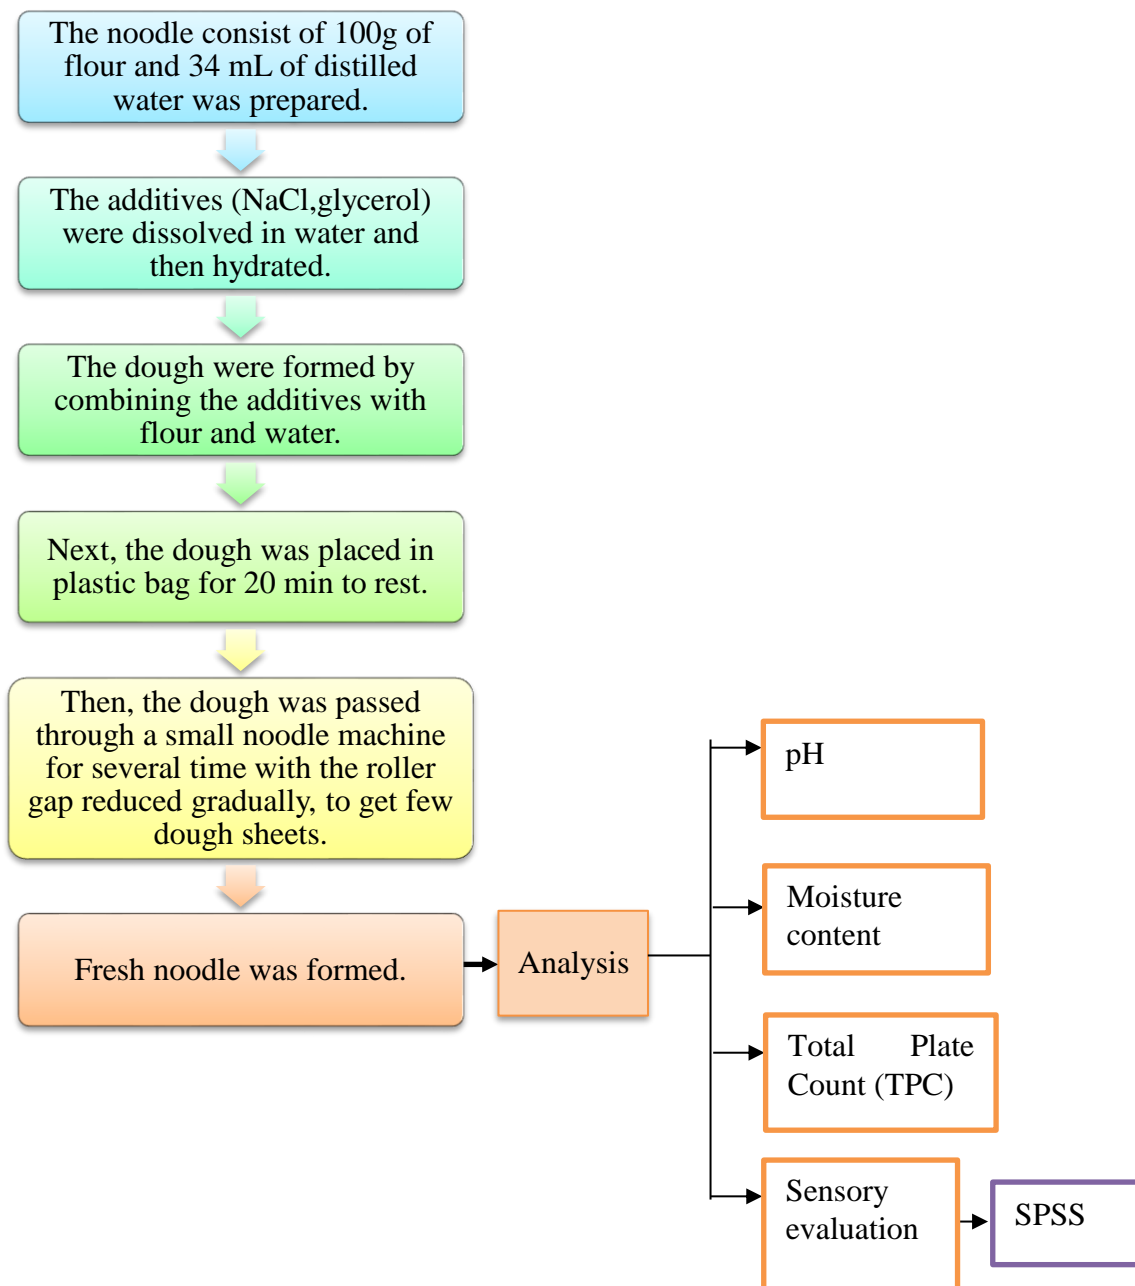 The noodle consist of 100g of
flour and 34 mL of distilled
water was prepared.
The additives (NaCl,glycerol)
were dissolved in water and
then hydrated.
The dough were formed by
combining the additives with
flour and water.
Next, the dough was placed in
plastic bag for 20 min to rest.
Then, the dough was passed
through a small noodle machine
for several time with the roller
gap reduced gradually, to get few
dough sheets.
Fresh noodle was formed.
Analysis
pH
Moisture
content
Total Plate
Count (TPC)
Sensory
evaluation
SPSS